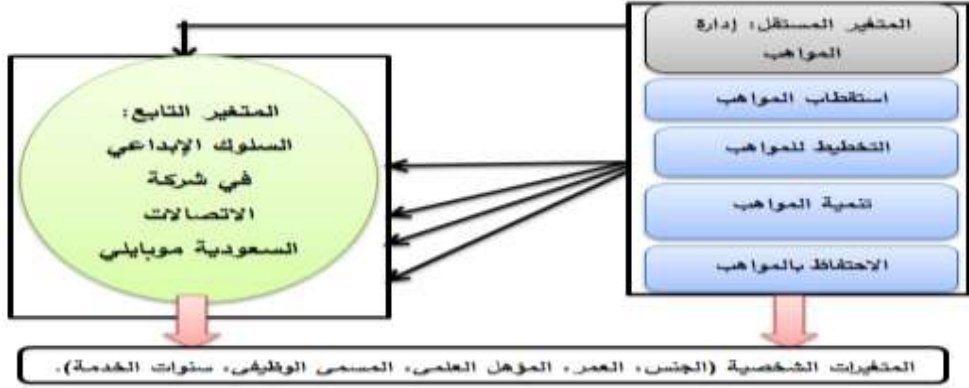 المتغير المستقل: إدارة
المواهب
استقطاب المواهب
التخطيط للمواهب
تنمية المواهب
الاحتفاظ بالمواهب
المتغير التابع:
السلوك الإبداعي
في شركة
الاتصالات
السعودية موبايلي
المتغيرات الشخصية (الجنس، العمر، المؤهل العلمي، المسمى الوظيفي، سنوات الخدمة).